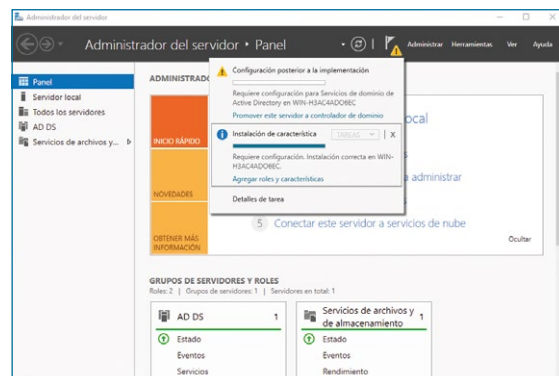 Administrador del servidor
Administrador del servidor • Panel
Administrar Herramientas Ver Ayuda
Panel
Servidor local
Todos los servidores
AD DS
Servicios de archivos y...
ADMINISTRADO
Configuración posterior a la implementación
Requiere configuración para Servicios de dominio de
Active Directory en WIN-H3AC4ADO6EC
Promover este servidor a controlador de dominio
Instalación de característica TAREAS X
Requiere configuración. Instalación correcta en WIN-
H3AC4ADO6EC.
Agregar roles y características
Detalles de tarea
INICIO RÁPIDO
NOVEDADES
OBTENER MÁS
INFORMACIÓN
ocal
s
a administrar
5 Conectar este servidor a servicios de nube
Ocultar
GRUPOS DE SERVIDORES Y ROLES
Roles: 2 | Grupos de servidores: 1 | Servidores en total: 1
AD DS 1
Estado
Eventos
Servicios
Servicios de archivos y
de almacenamiento 1
Estado
Eventos
Rendimiento